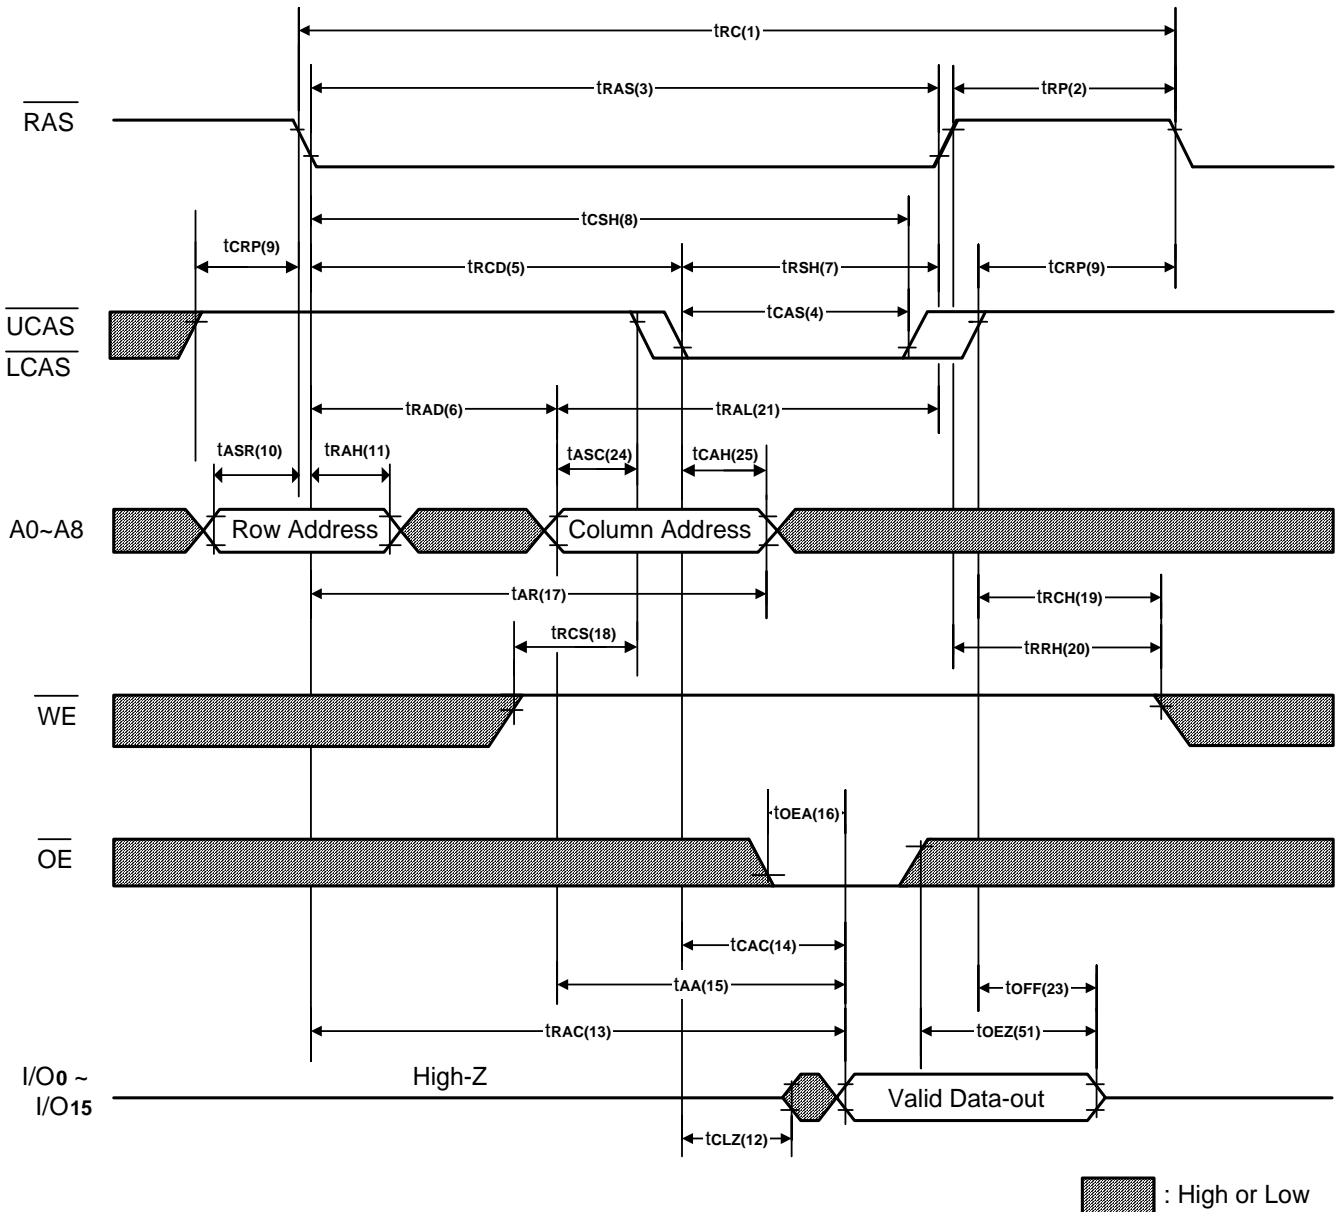 tRC(1)
tRAS(3)
tRP(2)
RAS
tCSH(8)
tCRP(9)
tRCD(5)
tRSH(7)
tCRP(9)
UCAS
tCAS(4)
LCAS
tRAD(6)
tRAL(21)
tASR(10)
tRAH(11)
tASC(24)
tCAH(25)
A0~A8
Row Address
Column Address
tAR(17)
tRCH(19)
tRCS(18)
tRRH(20)
WE
tOEA(16)
OE
tCAC(14)
tAA(15)
tOFF(23)
tRAC(13)
tOEZ(51)
I/O0 ~
I/O15
High-Z
Valid Data-out
tCLZ(12)
: High or Low